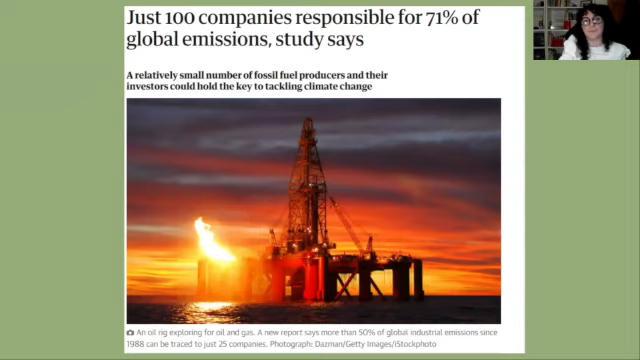 Just 100 companies responsible for 71% of
global emissions, study says
A relatively small number of fossil fuel producers and their
investors could hold the key to tackling climate change
An oil rig exploring for oil and gas. A new report says more than 50% of global industrial emissions since
1988 can be traced to just 25 companies. Photograph: Dazman/Getty Images/iStockphoto